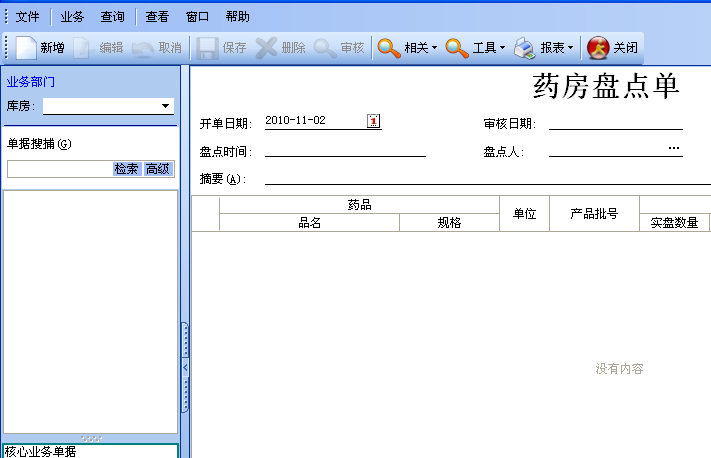 文件 业务 查询 查看 窗口 帮助
新增 编辑 取消 保存 删除 审核 相关 工具 报表 关闭
业务部门
库房:
单据搜捕(G)
检索 高级
核心业务单据
药房盘点单
开单日期: 2010-11-02 1 审核日期:
盘点时间: 盘点人: ...
摘要(A):
药品 单位 产品批号
品名 规格 实盘数量
没有内容